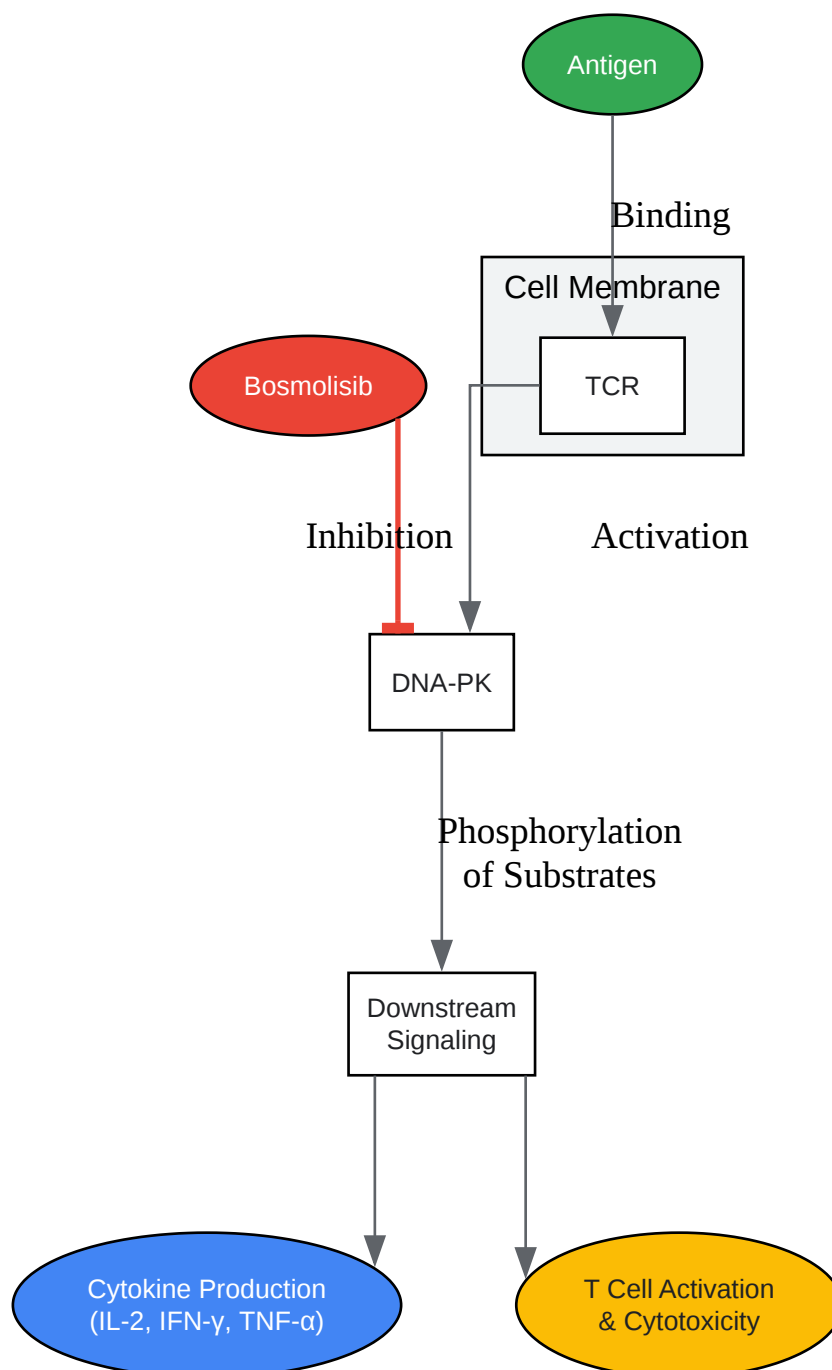 Antigen
Binding
Cell Membrane
Bosmolisib
TCR
Inhibition
Activation
DNA-PK
Phosphorylation
of Substrates
Downstream
Signaling
Cytokine Production
(IL-2, IFN-γ, TNF-α)
T Cell Activation
& Cytotoxicity